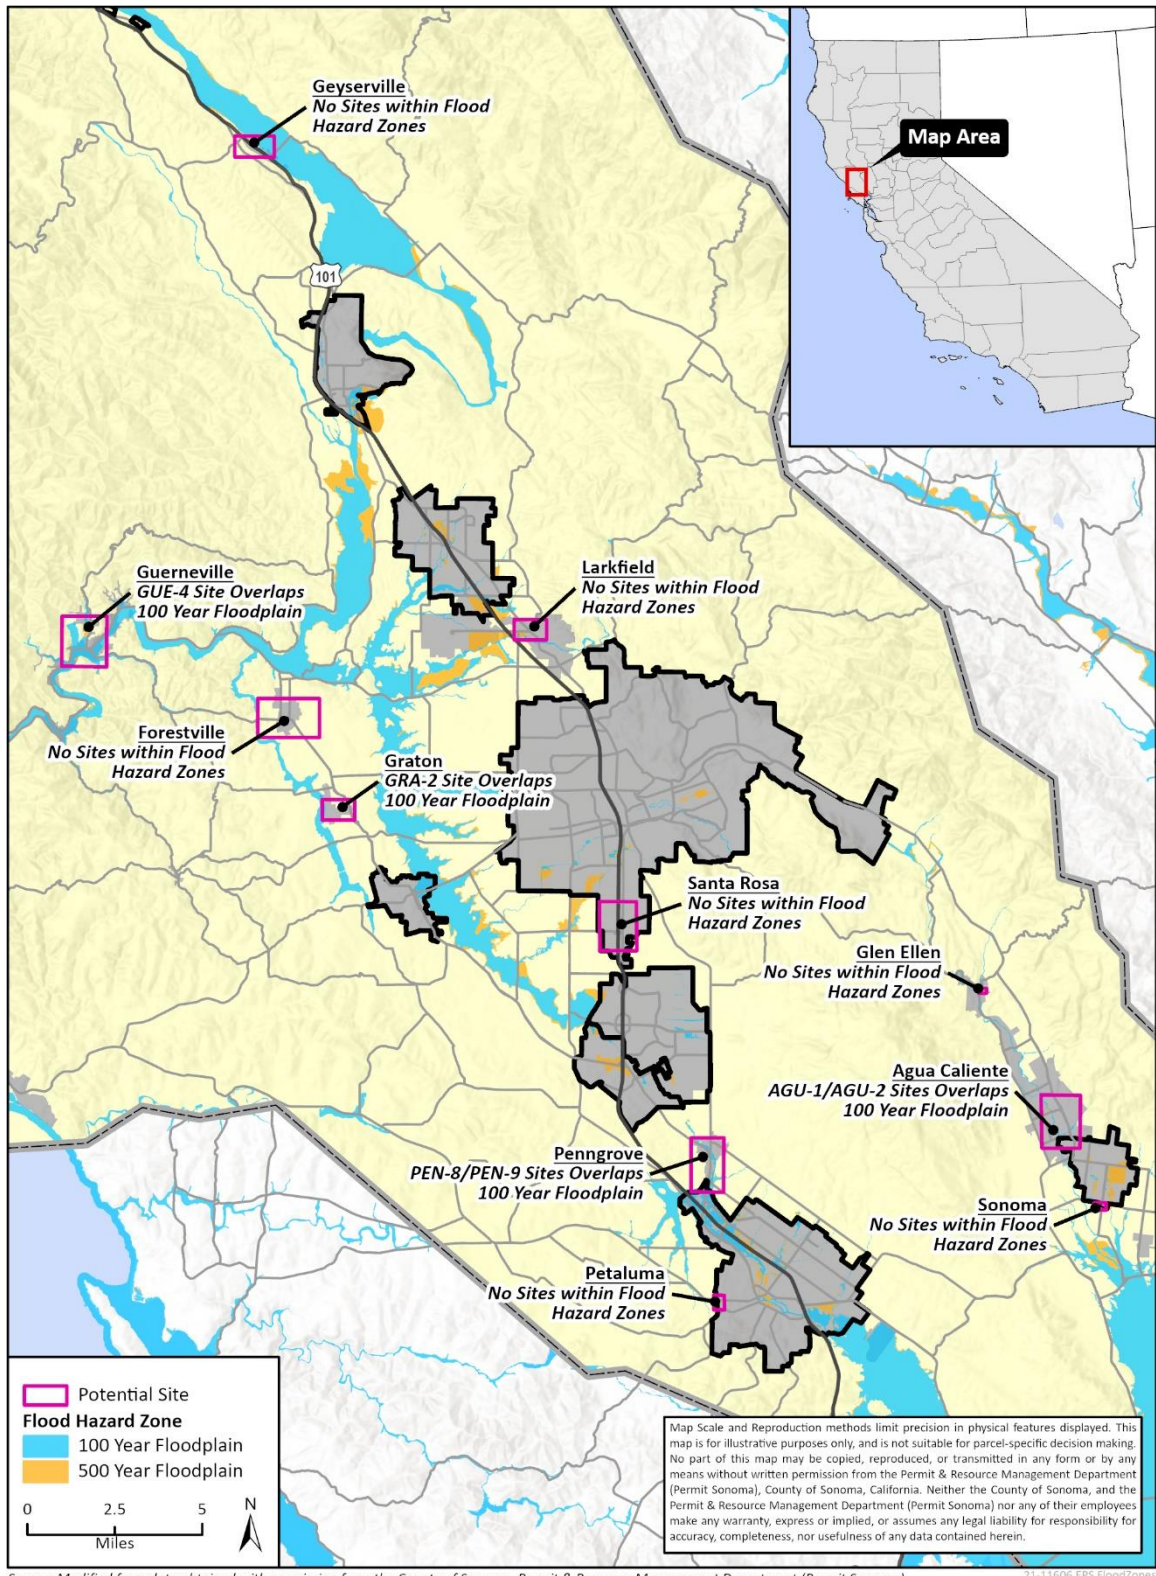 Geyserville
No Sites within Flood
Hazard Zones
Map Area
101
Guerneville
GUE-4 Site Overlaps
100 Year Floodplain
Larkfield
No Sites within Flood
Hazard Zones
Forestville
No Sites within Flood
Hazard Zones
Graton
GRA-2 Site Overlaps
100 Year Floodplain
Santa Rosa
No Sites within Flood
Hazard Zones
Glen Ellen
No Sites within Flood
Hazard Zones
Agua Caliente
AGU-1/AGU-2 Sites Overlaps
100 Year Floodplain
Penngrove
PEN-8/PEN-9 Sites Overlaps
100 Year Floodplain
Sonoma
No Sites within Flood
Hazard Zones
Petaluma
No Sites within Flood
Hazard Zones
Potential Site
Flood Hazard Zone
100 Year Floodplain
500 Year Floodplain
0 2.5 5
Miles
N
Map Scale and Reproduction methods limit precision in physical features displayed. This
map is for illustrative purposes only, and is not suitable for parcel-specific decision making.
No part of this map may be copied, reproduced, or transmitted in any form or by any
means without written permission from the Permit & Resource Management Department
(Permit Sonoma), County of Sonoma, California. Neither the County of Sonoma, and the
Permit & Resource Management Department (Permit Sonoma) nor any of their employees
make any warranty, express or implied, or assumes any legal liability for responsibility for
accuracy, completeness, nor usefulness of any data contained herein.
21-11606 EPS FloodZones